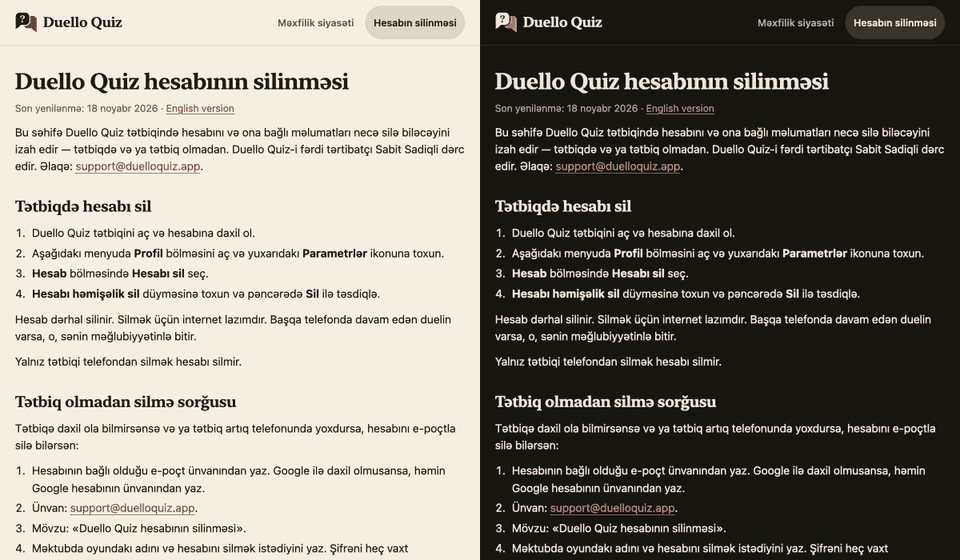 Duello Quiz
Məxfilik siyasəti
Hesabın silinməsi
Duello Quiz hesabının silinməsi
Son yenilənmə: 18 noyabr 2026 · English version
Bu səhifə Duello Quiz tətbiqində hesabını və ona bağlı məlumatları necə silə biləcəyini
izah edir — tətbiqdə və ya tətbiq olmadan. Duello Quiz-i fərdi tərtibatçı Sabit Sadiqli dərc
edir. Əlaqə: support@duelloquiz.app.
Tətbiqdə hesabı sil
1. Duello Quiz tətbiqini aç və hesabına daxil ol.
2. Aşağıdakı menyuda Profil bölməsini aç və yuxarıdakı Parametrlər ikonuna toxun.
3. Hesab bölməsində Hesabı sil seç.
4. Hesabı həmişəlik sil düyməsinə toxun və pəncərədə Sil ilə təsdiqlə.
Hesab dərhal silinir. Silmək üçün internet lazımdır. Başqa telefonda davam edən duelin
varsa, o, sənin məğlubiyyətinlə bitir.
Yalnız tətbiqi telefondan silmək hesabı silmir.
Tətbiq olmadan silmə sorğusu
Tətbiqə daxil ola bilmirsənsə və ya tətbiq artıq telefonunda yoxdursa, hesabını e-poçtla
silə bilərsən:
1. Hesabının bağlı olduğu e-poçt ünvanından yaz. Google ilə daxil olmusansa, həmin
Google hesabının ünvanından yaz.
2. Ünvan: support@duelloquiz.app.
3. Mövzu: «Duello Quiz hesabının silinməsi».
4. Məktubda oyundakı adını və hesabını silmək istədiyini yaz. Şifrəni heç vaxt
Duello Quiz
Məxfilik siyasəti
Hesabın silinməsi
Duello Quiz hesabının silinməsi
Son yenilənmə: 18 noyabr 2026 · English version
Bu səhifə Duello Quiz tətbiqində hesabını və ona bağlı məlumatları necə silə biləcəyini
izah edir — tətbiqdə və ya tətbiq olmadan. Duello Quiz-i fərdi tərtibatçı Sabit Sadiqli dərc
edir. Əlaqə: support@duelloquiz.app.
Tətbiqdə hesabı sil
1. Duello Quiz tətbiqini aç və hesabına daxil ol.
2. Aşağıdakı menyuda Profil bölməsini aç və yuxarıdakı Parametrlər ikonuna toxun.
3. Hesab bölməsində Hesabı sil seç.
4. Hesabı həmişəlik sil düyməsinə toxun və pəncərədə Sil ilə təsdiqlə.
Hesab dərhal silinir. Silmək üçün internet lazımdır. Başqa telefonda davam edən duelin
varsa, o, sənin məğlubiyyətinlə bitir.
Yalnız tətbiqi telefondan silmək hesabı silmir.
Tətbiq olmadan silmə sorğusu
Tətbiqə daxil ola bilmirsənsə və ya tətbiq artıq telefonunda yoxdursa, hesabını e-poçtla
silə bilərsən:
1. Hesabının bağlı olduğu e-poçt ünvanından yaz. Google ilə daxil olmusansa, həmin
Google hesabının ünvanından yaz.
2. Ünvan: support@duelloquiz.app.
3. Mövzu: «Duello Quiz hesabının silinməsi».
4. Məktubda oyundakı adını və hesabını silmək istədiyini yaz. Şifrəni heç vaxt